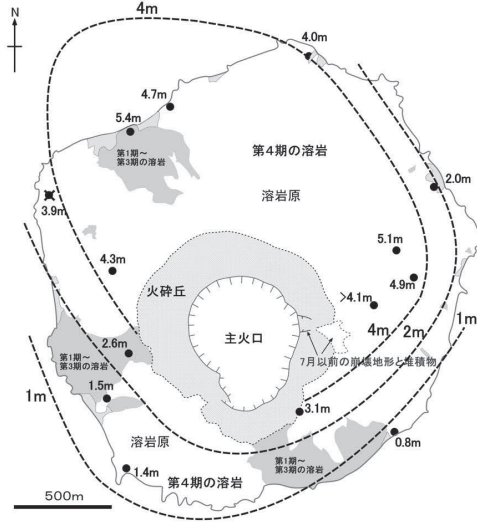 N
4m
4.0m
4.7m
5.4m
第1期~
第3期の溶岩
第4期の溶岩
溶岩原
2.0m
3.9m
5.1m
4.3m
4.9m
火砕丘
>4.1m
主火口
4m
2m
1m
7月以前の崩壊地形と堆積物
2.6m
第1期~
第3期の溶岩
1m
1.5m
3.1m
0.8m
溶岩原
第1期~
第3期の溶岩
1.4m
第4期の溶岩
500m